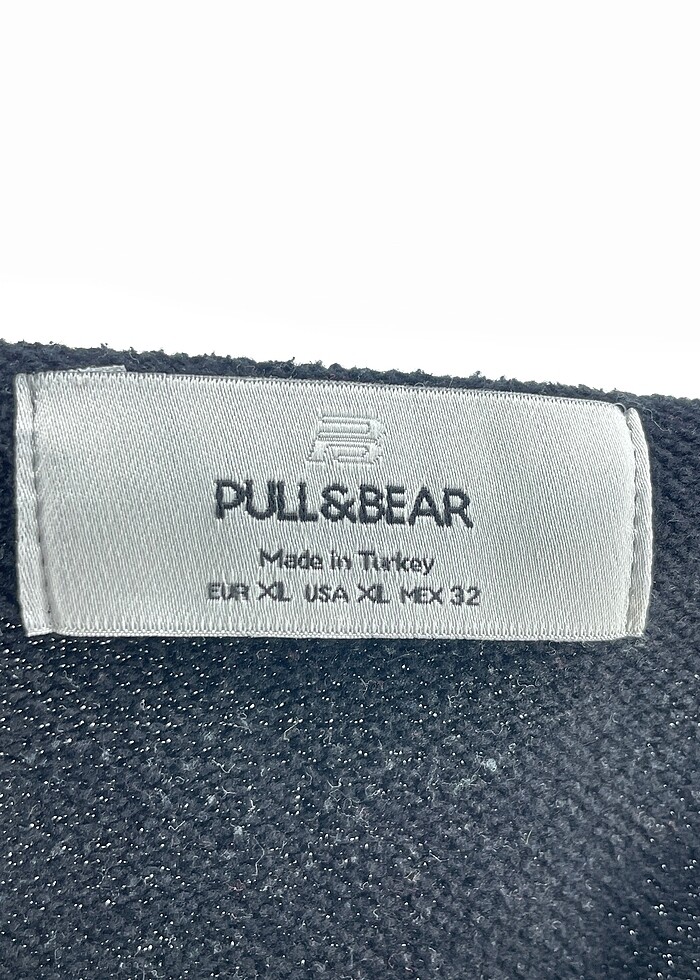 PULL&BEAR
Made in Turkey
EUR XL USA XL MEX 32